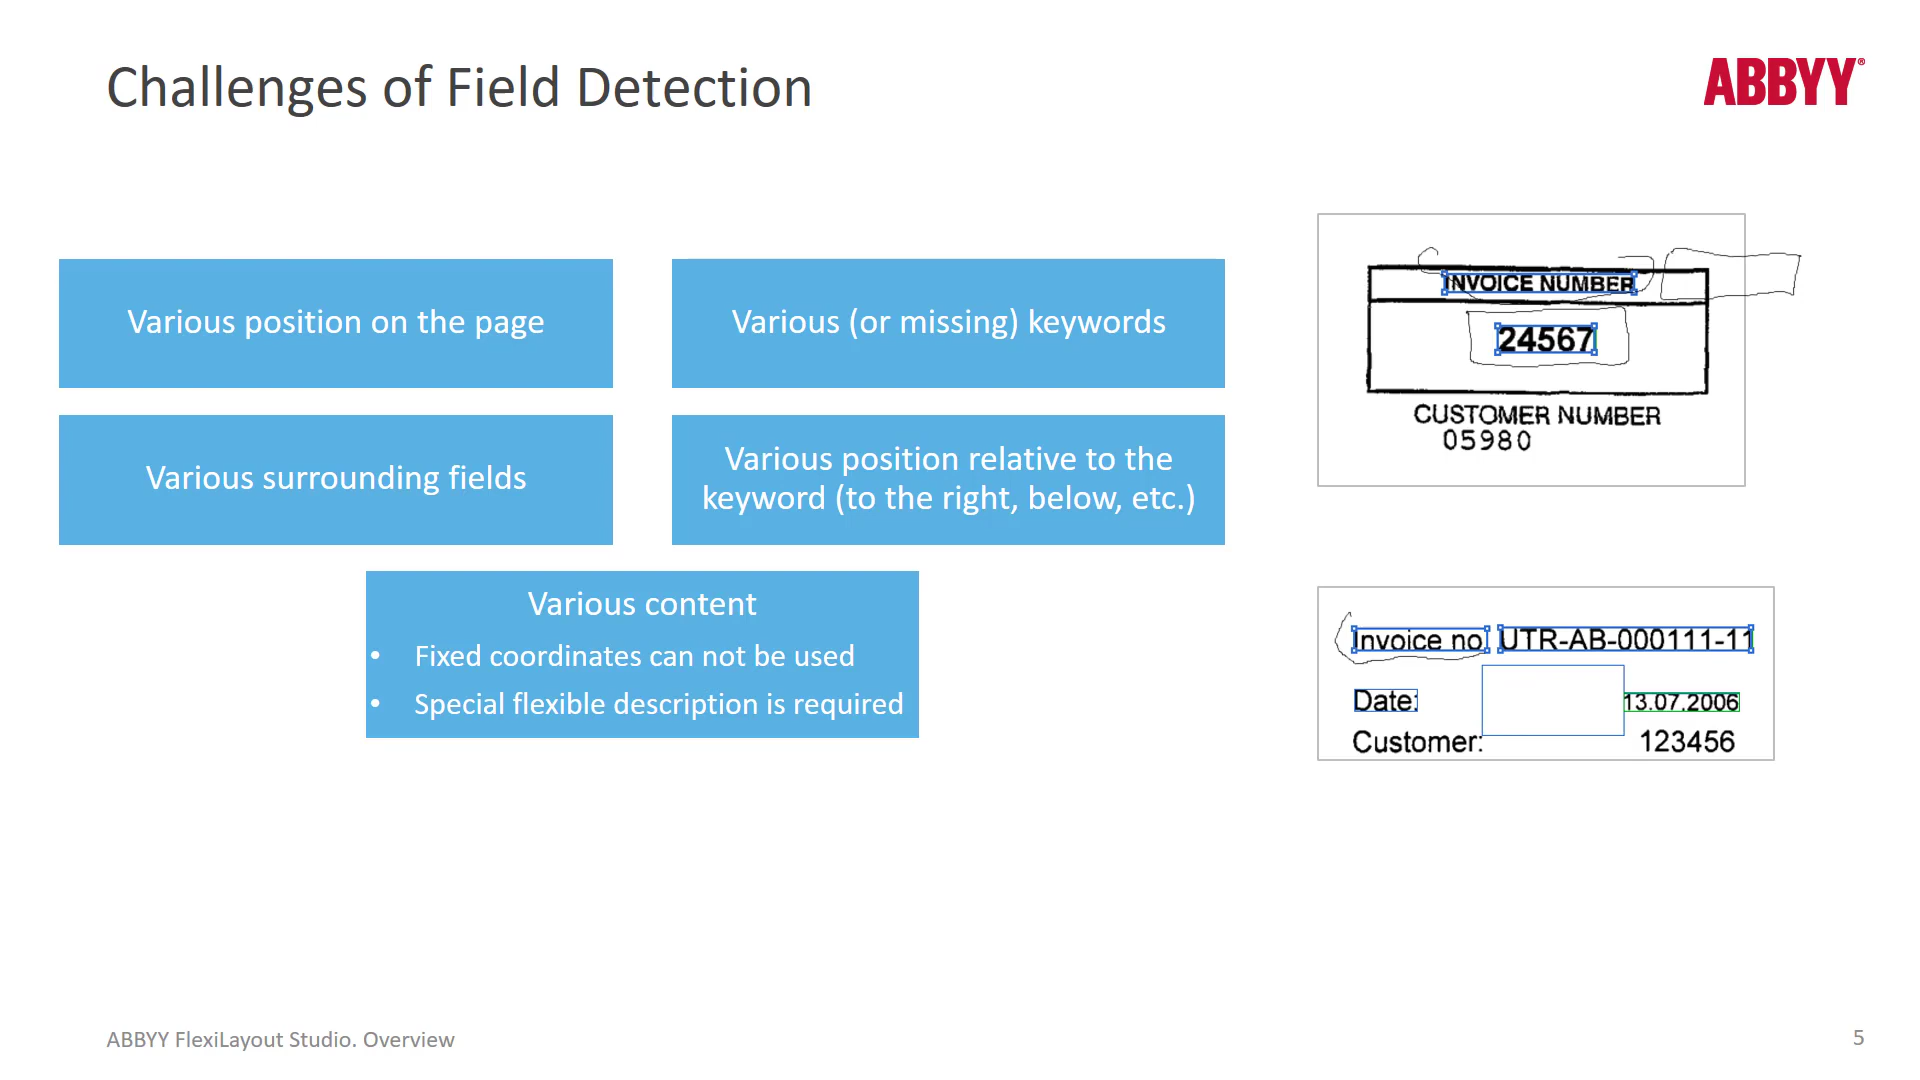 Challenges of Field Detection
ABBYY®
Various position on the page
Various (or missing) keywords
Various surrounding fields
Various position relative to the
keyword (to the right, below, etc.)
Various content
• Fixed coordinates can not be used
• Special flexible description is required
INVOICE NUMBER
24567
CUSTOMER NUMBER
05980
Invoice no UTR-AB-000111-11
Date: 13.07.2006
Customer: 123456
ABBYY FlexiLayout Studio. Overview
5